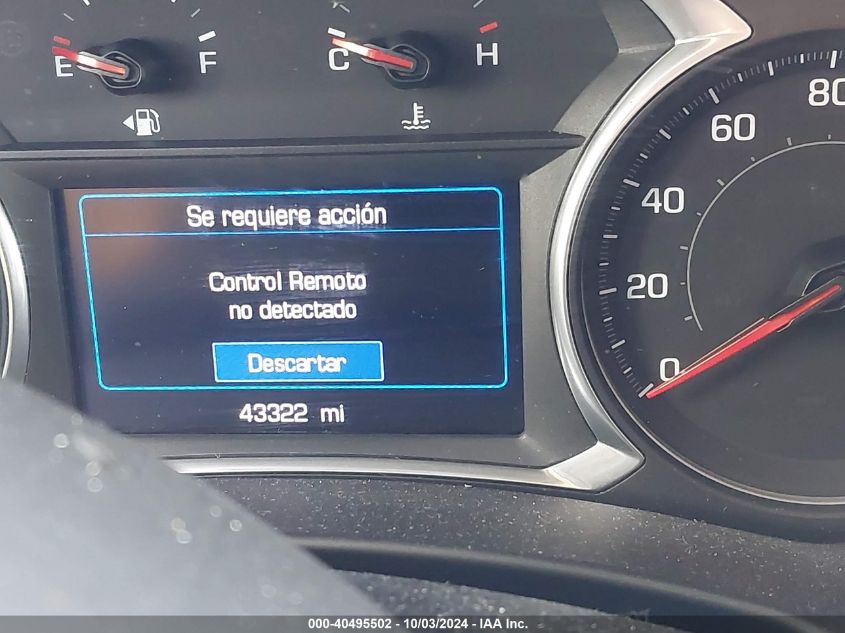 E F C H
80
60
40
20
0
Se requiere acción
Control Remoto
no detectado
Descartar
43322 mi
000-40495502 - 10/03/2024 - IAA Inc.